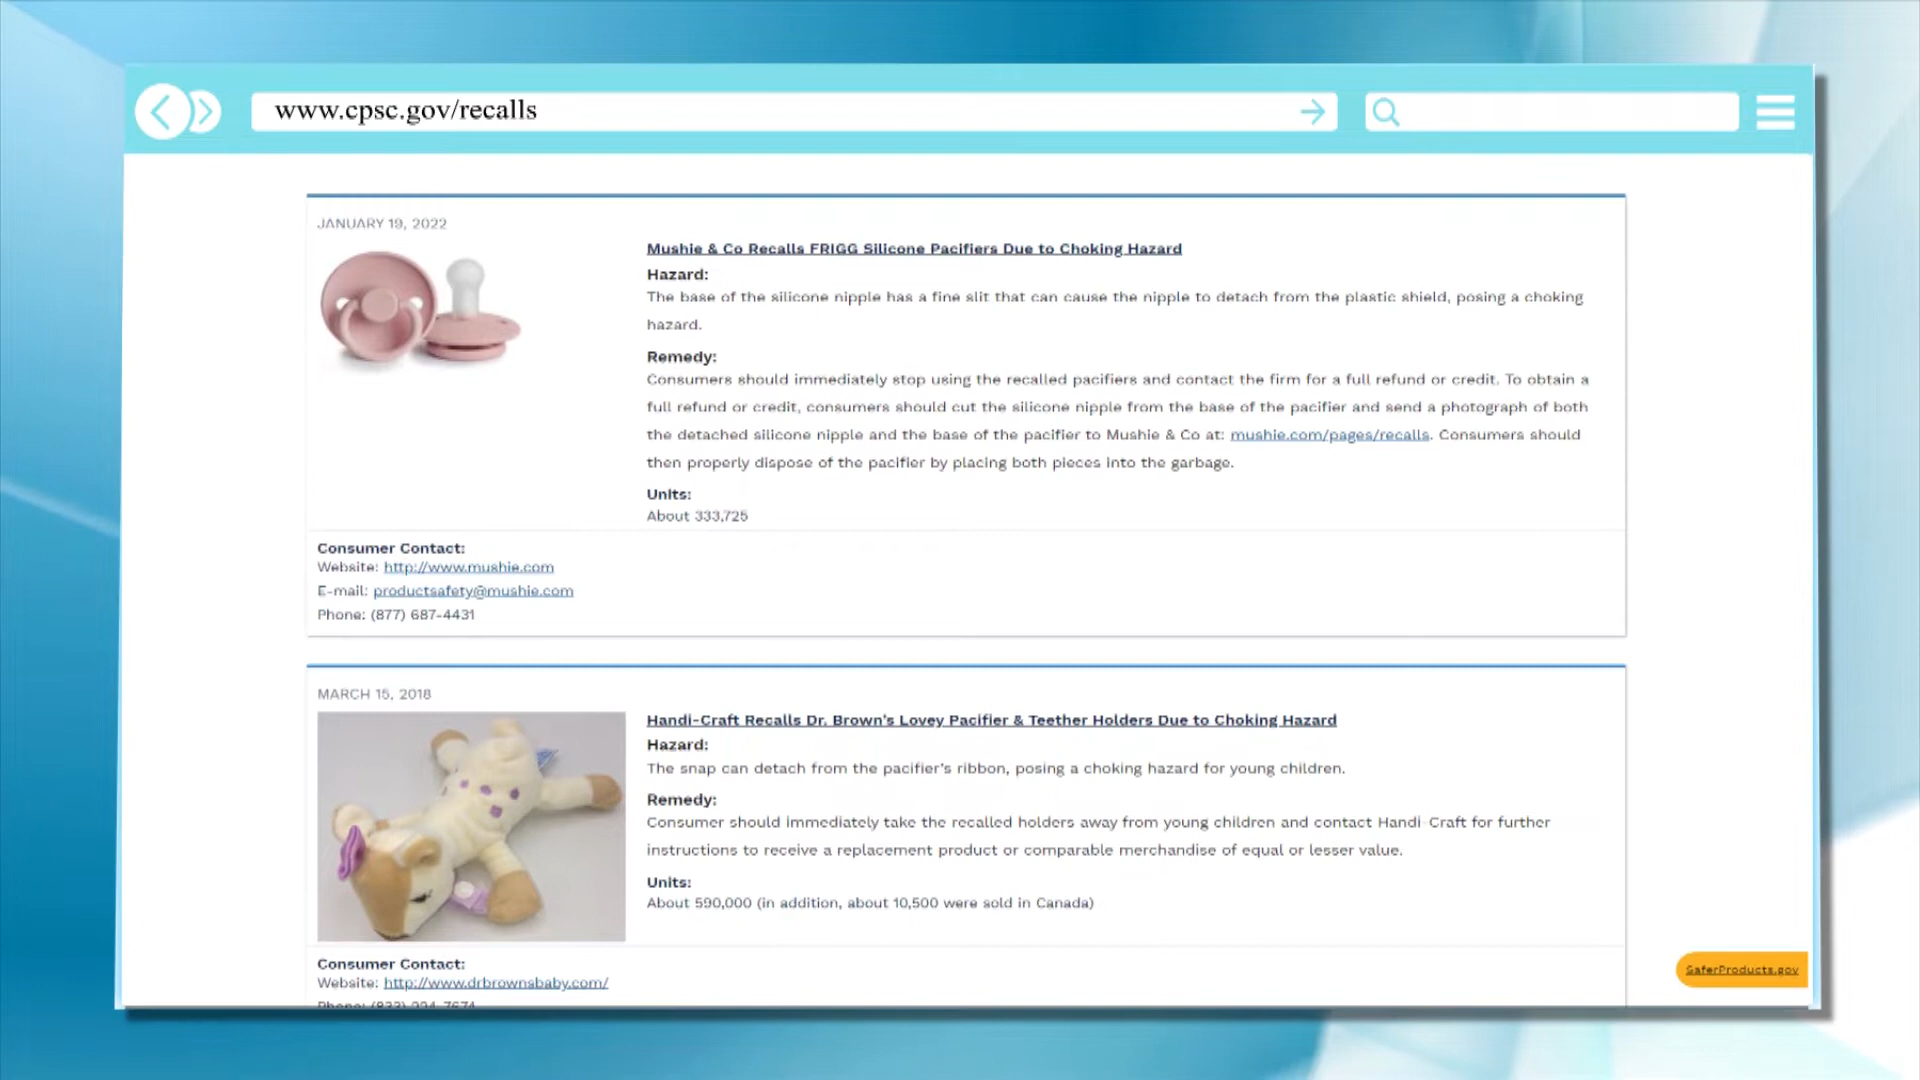 www.cpsc.gov/recalls
JANUARY 19, 2022
Mushie & Co Recalls FRIGG Silicone Pacifiers Due to Choking Hazard
Hazard:
The base of the silicone nipple has a fine slit that can cause the nipple to detach from the plastic shield, posing a choking
hazard.
Remedy:
Consumers should immediately stop using the recalled pacifiers and contact the firm for a full refund or credit. To obtain a
full refund or credit, consumers should cut the silicone nipple from the base of the pacifier and send a photograph of both
the detached silicone nipple and the base of the pacifier to Mushie & Co at: mushie.com/pages/recalls. Consumers should
then properly dispose of the pacifier by placing both pieces into the garbage.
Units:
About 333,725
Consumer Contact:
Website: http://www.mushie.com
E-mail: productsafety@mushie.com
Phone: (877) 687-4431
MARCH 15, 2018
Handi-Craft Recalls Dr. Brown's Lovey Pacifier & Teether Holders Due to Choking Hazard
Hazard:
The snap can detach from the pacifier's ribbon, posing a choking hazard for young children.
Remedy:
Consumer should immediately take the recalled holders away from young children and contact Handi-Craft for further
instructions to receive a replacement product or comparable merchandise of equal or lesser value.
Units:
About 590,000 (in addition, about 10,500 were sold in Canada)
Consumer Contact:
Website: http://www.drbrownsbaby.com/
Phone: (833) 224-7674
SaferProducts.gov